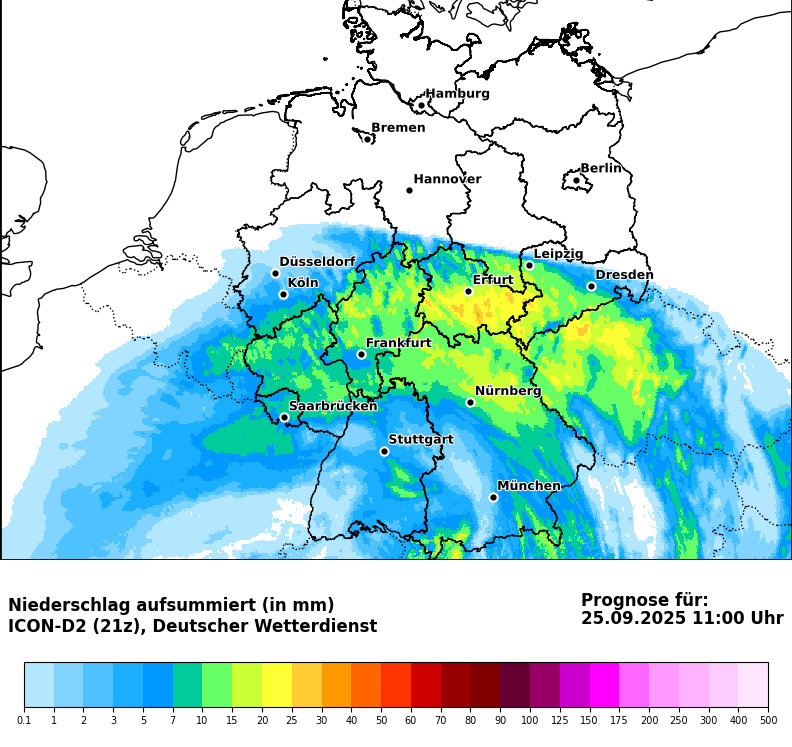 Hamburg
Bremen
Berlin
Hannover
Leipzig
Düsseldorf
Dresden
Erfurt
Köln
Frankfurt
Nürnberg
Saarbrücken
Stuttgart
München
Niederschlag aufsummiert (in mm)
ICON-D2 (21z), Deutscher Wetterdienst
Prognose für:
25.09.2025 11:00 Uhr
0.1 1 2 3 5 7 10 15 20 25 30 40 50 60 70 80 90 100 125 150 175 200 250 300 400 500